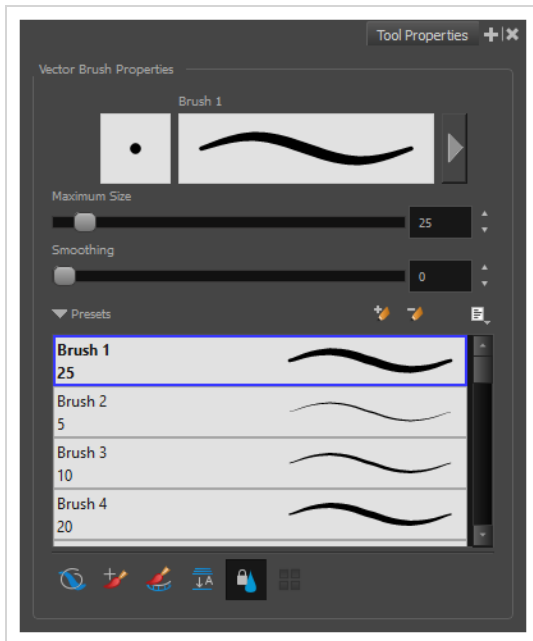 Tool Properties
Vector Brush Properties
Brush 1
Maximum Size
25
Smoothing
0
Presets
Brush 1
25
Brush 2
5
Brush 3
10
Brush 4
20
A